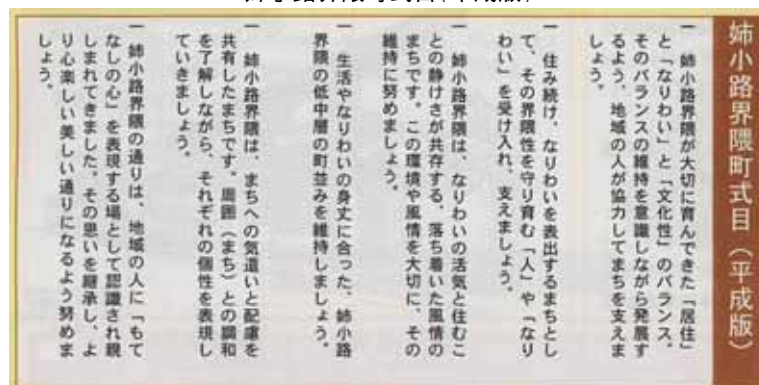 姉小路界隈町式目（平成版）
一　姉小路界隈が大切に育んできた「居住」
と「なりわい」と「文化性」のバランス。
そのバランスの維持を意識しながら発展す
るよう、地域の人が協力してまちを支えま
しょう。
一　住み続け、なりわいを表出するまちとし
て、その界隈性を守り育む「人」や「なり
わい」を受け入れ、支えましょう。
一　姉小路界隈は、なりわいの活気と住むこ
との静けさが共存する、落ち着いた風情の
まちです。この環境や風情を大切に、その
維持に努めましょう。
一　生活やなりわいの身丈に合った、姉小路
界隈の低中層の町並みを維持しましょう。
一　姉小路界隈は、まちへの気遣いと配慮を
共有したまちです。周囲（まち）との調和
を了解しながら、それぞれの個性を表現し
ていきましょう。
一　姉小路界隈の通りは、地域の人に「もて
なしの心」を表現する場として認識され親
しまれてきました。その思いを継承し、よ
り心楽しい美しい通りになるよう努めま
しょう。